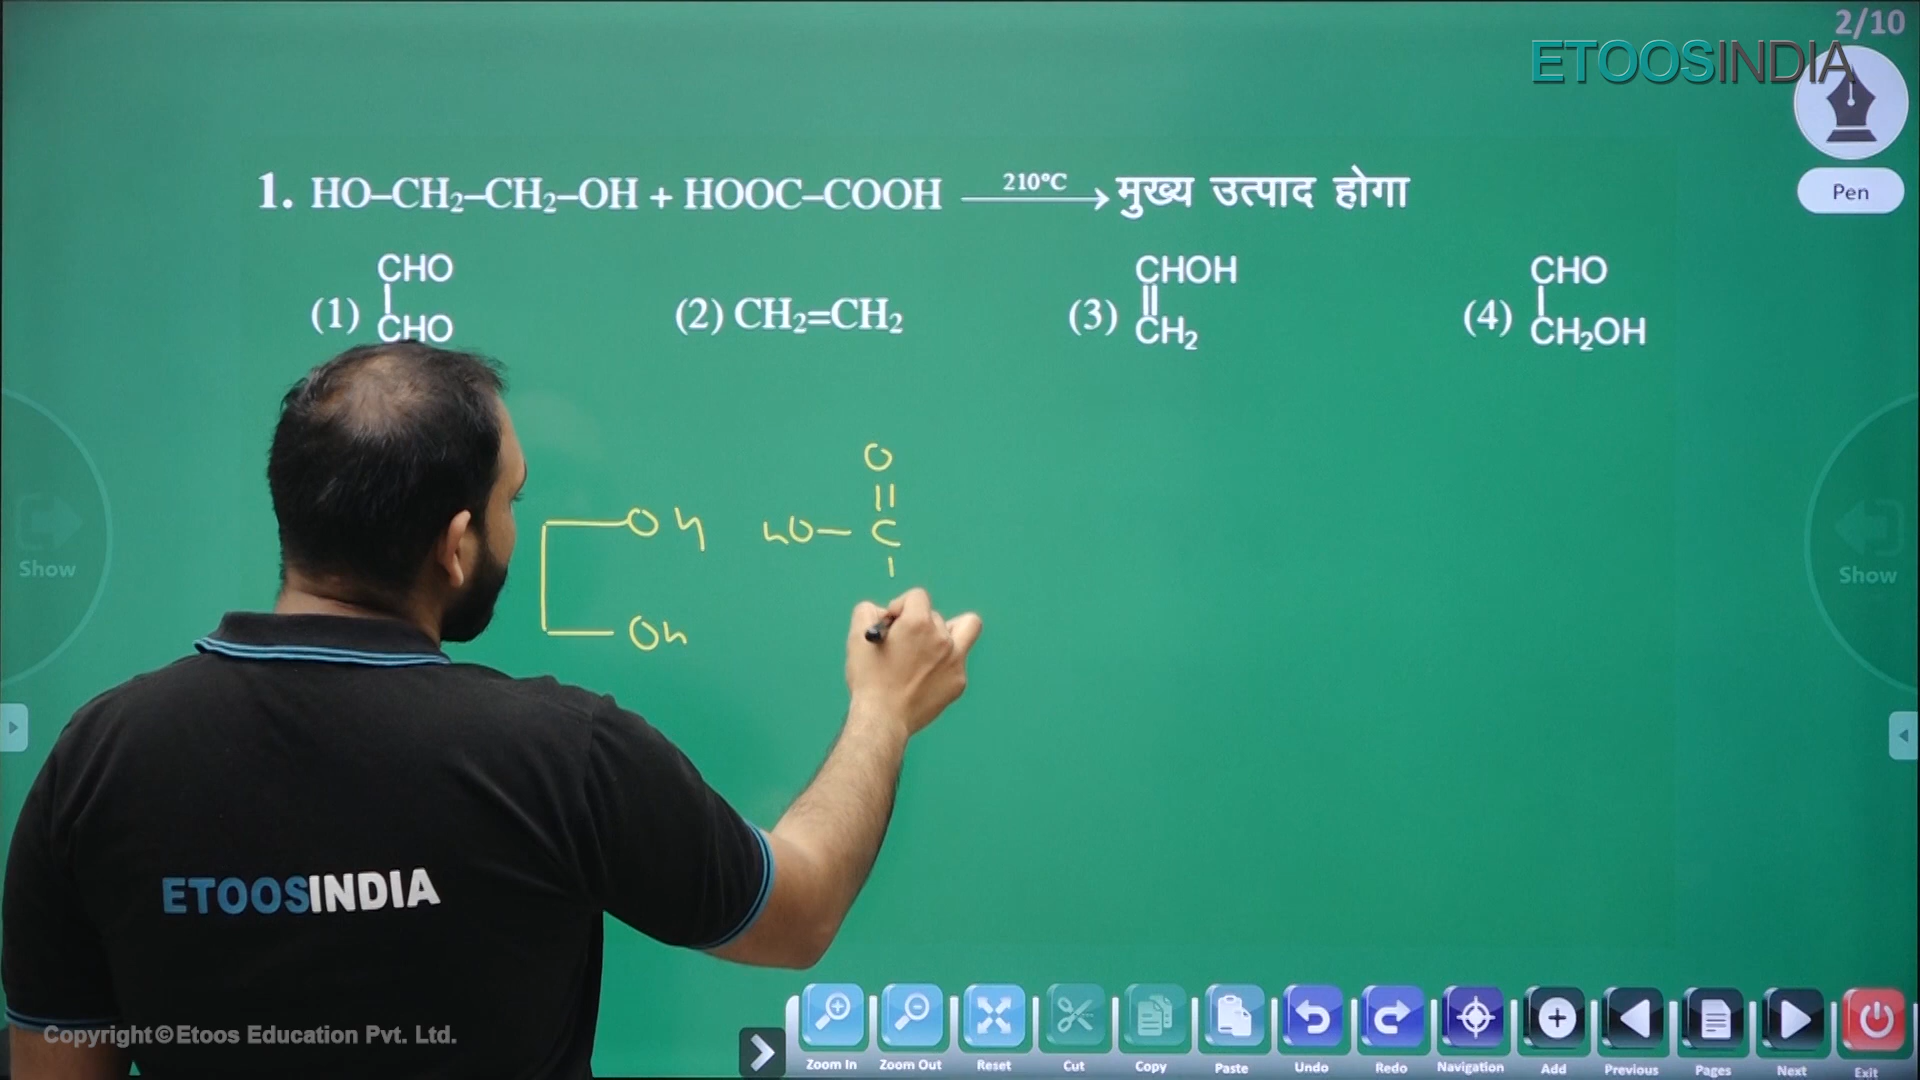 2/10
ETOOSINDIA
Pen
1. HO–CH₂–CH₂–OH + HOOC–COOH 210°C → मुख्य उत्पाद होगा
(1) CHO
CHO
(2) CH₂=CH₂
(3) CHOH
CH₂
(4) CHO
CH₂OH
O
OH HO– C
OH
Show
Show
ETOOSINDIA
Copyright © Etoos Education Pvt. Ltd.
Zoom In Zoom Out Reset Cut Copy Paste Undo Redo Navigation Add Previous Pages Next Exit